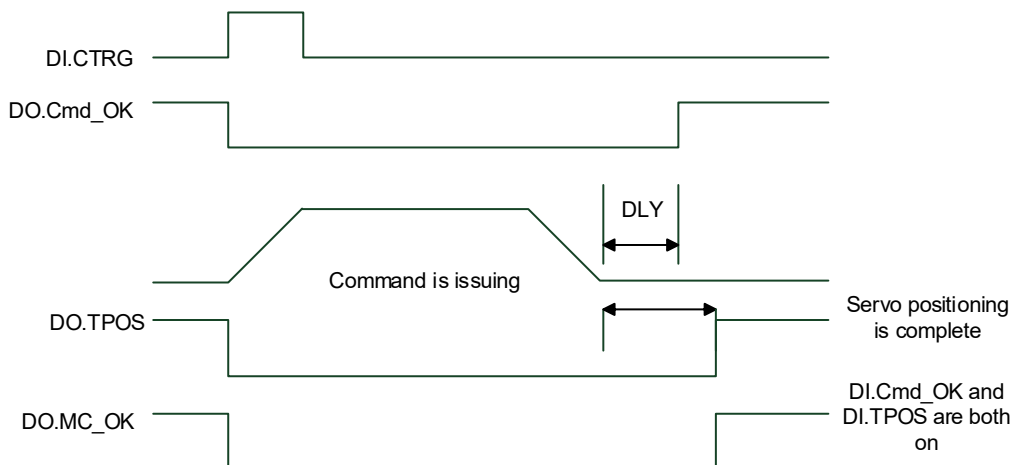 DI.CTRG
DO.Cmd_OK
DLY
Command is issuing
DO.TPOS
Servo positioning
is complete
DO.MC_OK
DI.Cmd_OK and
DI.TPOS are both
on